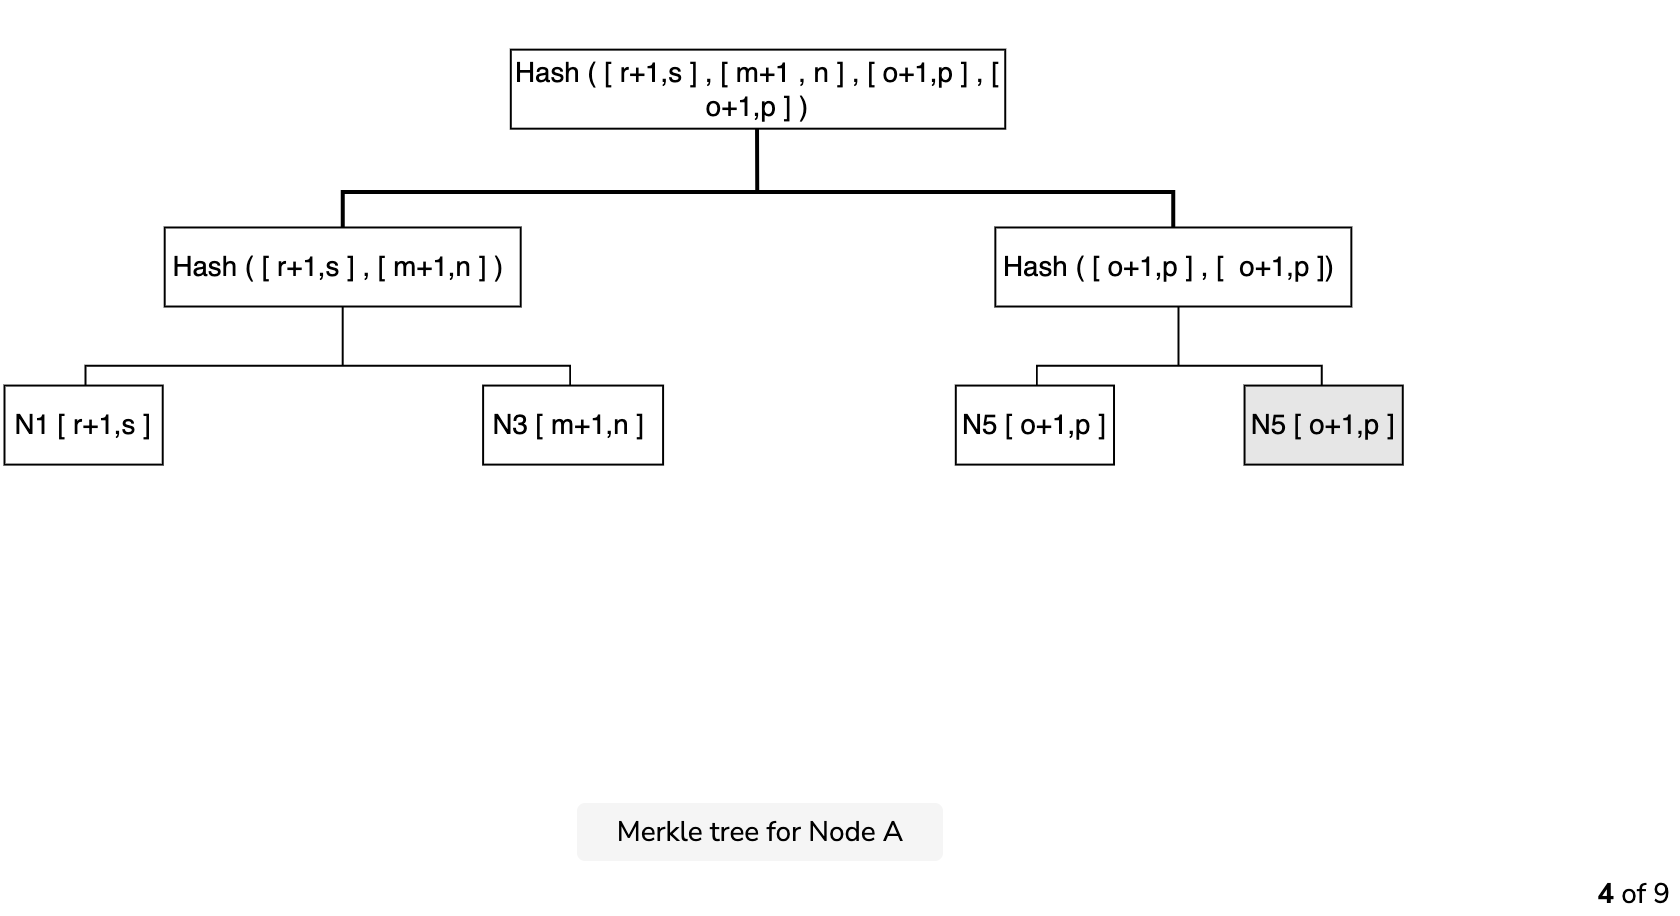 Hash ( [ r+1,s ] , [ m+1 , n ] , [ o+1,p ] , [
o+1,p ] )
Hash ( [ r+1,s ] , [ m+1,n ] )
Hash ( [ o+1,p ] , [  o+1,p ])
N1 [ r+1,s ]
N3 [ m+1,n ]
N5 [ o+1,p ]
N5 [ o+1,p ]
Merkle tree for Node A
4 of 9